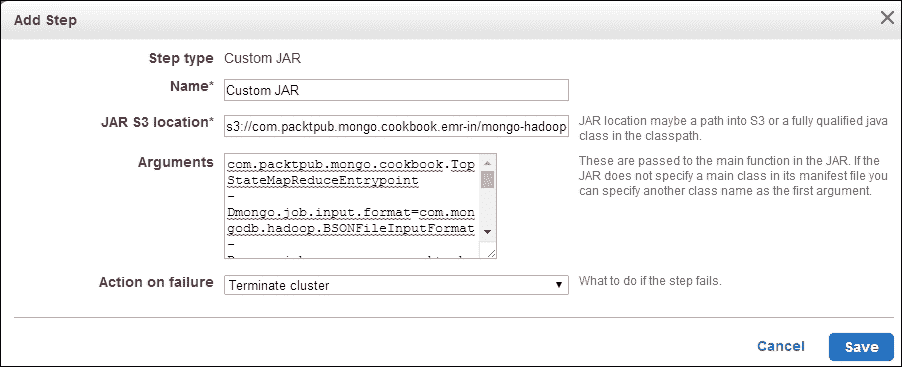 Add Step
Step type Custom JAR
Name* Custom JAR
JAR S3 location* s3://com.packtpub.mongo.cookbook.emr-in/mongo-hadoop
JAR location maybe a path into S3 or a fully qualified java
class in the classpath.
Arguments
com.packtpub.mongo.cookbook.Top
StateMapReduceEntrypoint
-
Dmongo.job.input.format=com.mon
godb.hadoop.BSONFileInputFormat
-
These are passed to the main function in the JAR. If the
JAR does not specify a main class in its manifest file you
can specify another class name as the first argument.
Action on failure Terminate cluster What to do if the step fails.
Cancel Save